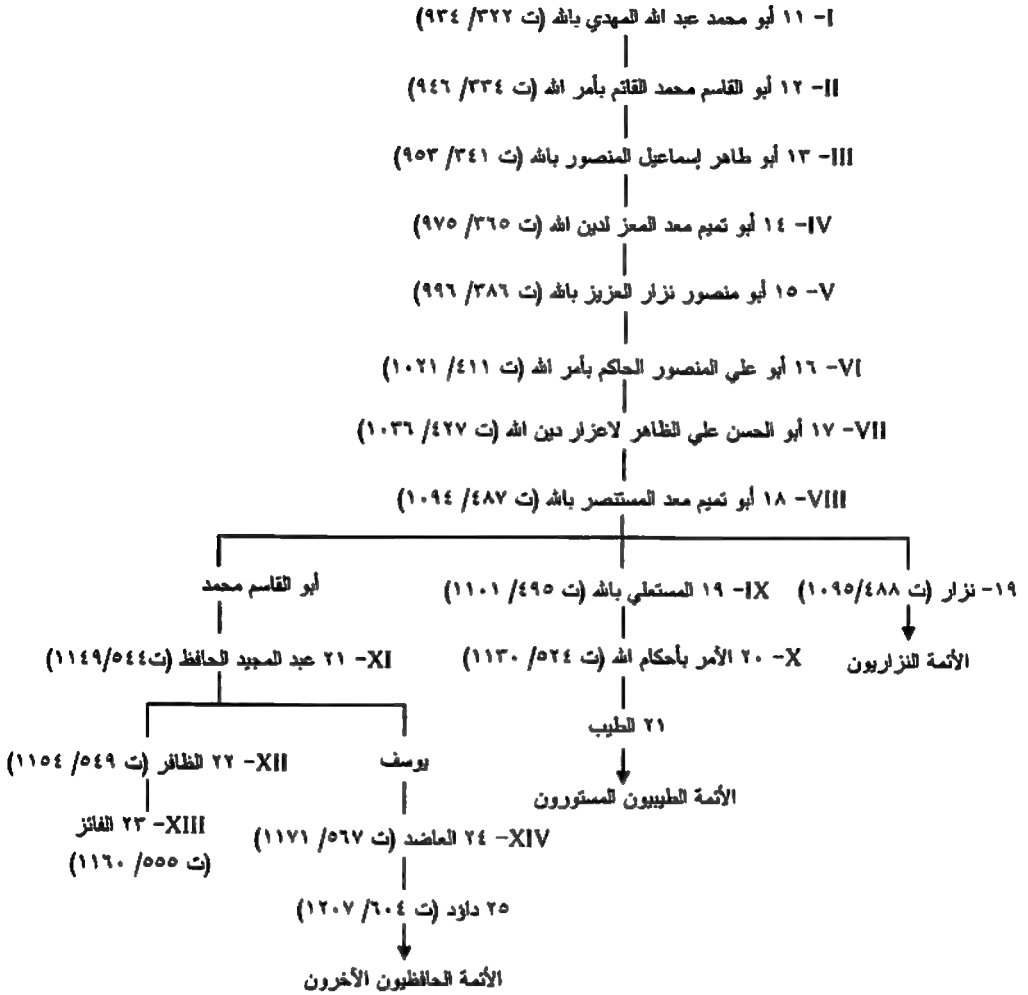 I- ١١ أبو محمد عبد الله المهدي بالله (ت ٣٢٢/ ٩٣٤)
II- ١٢ أبو القاسم محمد القائم بأمر الله (ت ٣٣٤/ ٩٤٦)
III- ١٣ أبو طاهر إسماعيل المنصور بالله (ت ٣٤١/ ٩٥٣)
IV- ١٤ أبو تميم معد المعز لدين الله (ت ٣٦٥/ ٩٧٥)
V- ١٥ أبو منصور نزار العزيز بالله (ت ٣٨٦/ ٩٩٦)
VI- ١٦ أبو علي المنصور الحاكم بأمر الله (ت ٤١١/ ١٠٢١)
VII- ١٧ أبو الحسن علي الظاهر لاعزار دين الله (ت ٤٢٧/ ١٠٣٦)
VIII- ١٨ أبو تميم معد المستنصر بالله (ت ٤٨٧/ ١٠٩٤)
١٩- نزار (ت ٤٨٨/١٠٩٥)
الأئمة النزاريون
IX- ١٩ المستعلي بالله (ت ٤٩٥/ ١١٠١)
X- ٢٠ الأمر بأحكام الله (ت ٥٢٤/ ١١٣٠)
٢١ الطيب
الأئمة الطيبيون المستورون
أبو القاسم محمد
XI- ٢١ عبد المجيد الحافظ (ت٥٤٤/١١٤٩)
يوسف
XIV- ٢٤ العاضد (ت ٥٦٧/ ١١٧١)
٢٥ داؤد (ت ٦٠٤/ ١٢٠٧)
الأئمة الحافظيون الآخرون
XII- ٢٢ الظافر (ت ٥٤٩/ ١١٥٤)
XIII- ٢٣ الفائز
(ت ٥٥٥/ ١١٦٠)